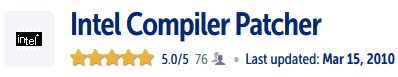 Intel Compiler Patcher
intel 5.0/5 76 • Last updated: Mar 15, 2010